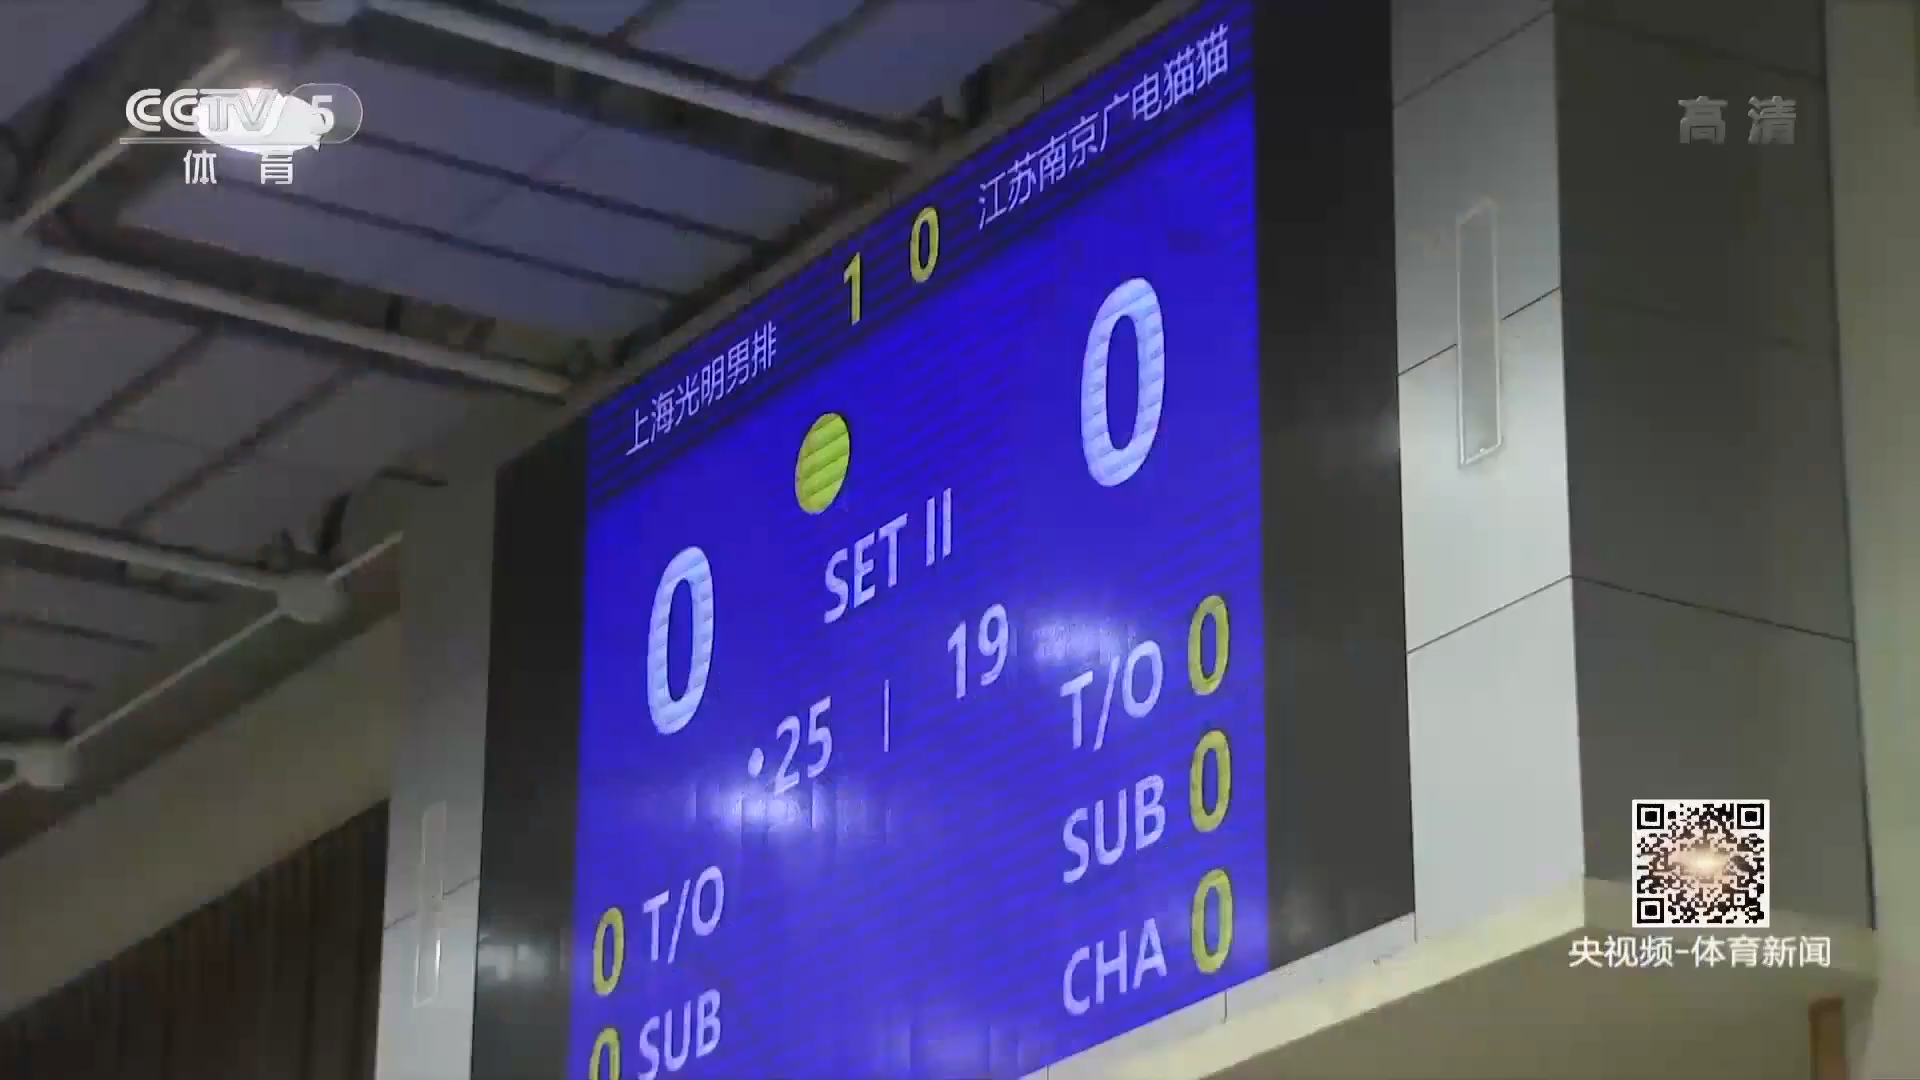 CCTV 5
体育
高清
上海光明男排
1 0
江苏南京广电猫猫
0
0
SET II
•25 | 19
T/O 0
SUB 0
CHA 0
0 T/O
0 SUB
央视频-体育新闻